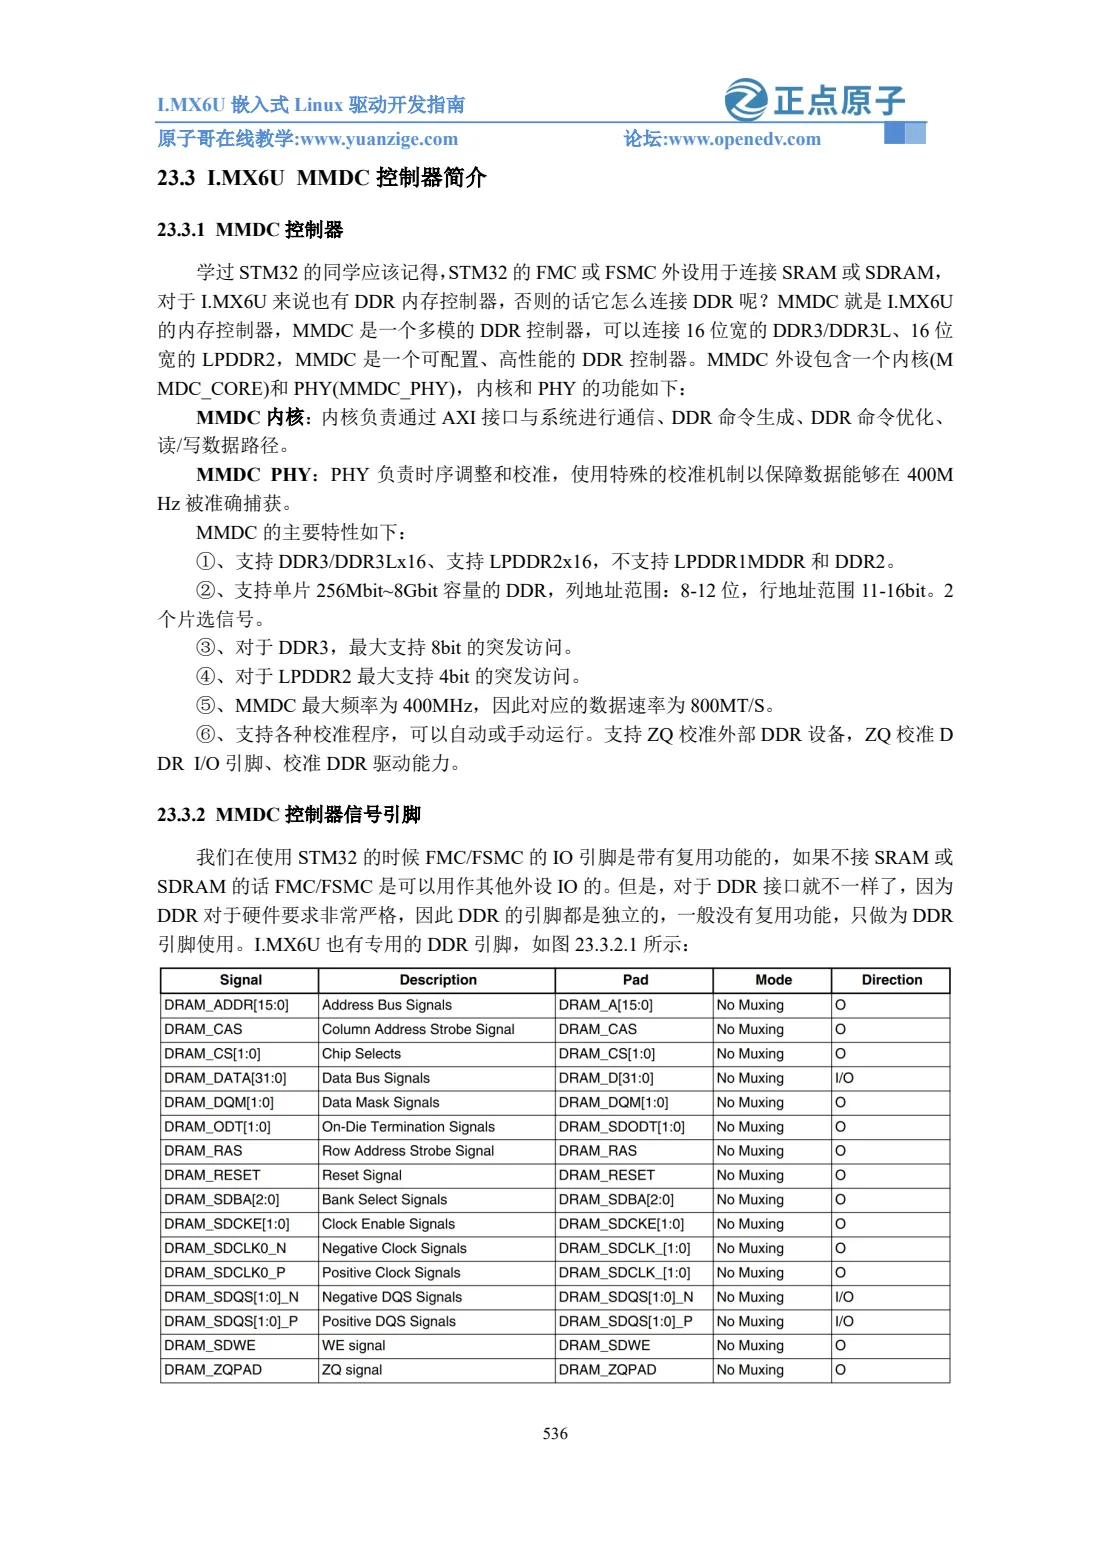 I.MX6U 嵌入式 Linux 驱动开发指南
正点原子
原子哥在线教学:www.yuanzige.com 论坛:www.openedv.com
23.3 I.MX6U MMDC 控制器简介
23.3.1 MMDC 控制器
学过 STM32 的同学应该记得，STM32 的 FMC 或 FSMC 外设用于连接 SRAM 或 SDRAM，
对于 I.MX6U 来说也有 DDR 内存控制器，否则的话它怎么连接 DDR 呢？MMDC 就是 I.MX6U
的内存控制器，MMDC 是一个多模的 DDR 控制器，可以连接 16 位宽的 DDR3/DDR3L、16 位
宽的 LPDDR2，MMDC 是一个可配置、高性能的 DDR 控制器。MMDC 外设包含一个内核(M
MDC_CORE)和 PHY(MMDC_PHY)，内核和 PHY 的功能如下：
MMDC 内核：内核负责通过 AXI 接口与系统进行通信、DDR 命令生成、DDR 命令优化、
读/写数据路径。
MMDC PHY：PHY 负责时序调整和校准，使用特殊的校准机制以保障数据能够在 400M
Hz 被准确捕获。
MMDC 的主要特性如下：
①、支持 DDR3/DDR3Lx16、支持 LPDDR2x16，不支持 LPDDR1MDDR 和 DDR2。
②、支持单片 256Mbit~8Gbit 容量的 DDR，列地址范围：8-12 位，行地址范围 11-16bit。2
个片选信号。
③、对于 DDR3，最大支持 8bit 的突发访问。
④、对于 LPDDR2 最大支持 4bit 的突发访问。
⑤、MMDC 最大频率为 400MHz，因此对应的数据速率为 800MT/S。
⑥、支持各种校准程序，可以自动或手动运行。支持 ZQ 校准外部 DDR 设备，ZQ 校准 D
DR I/O 引脚、校准 DDR 驱动能力。
23.3.2 MMDC 控制器信号引脚
我们在使用 STM32 的时候 FMC/FSMC 的 IO 引脚是带有复用功能的，如果不接 SRAM 或
SDRAM 的话 FMC/FSMC 是可以用作其他外设 IO 的。但是，对于 DDR 接口就不一样了，因为
DDR 对于硬件要求非常严格，因此 DDR 的引脚都是独立的，一般没有复用功能，只做为 DDR
引脚使用。I.MX6U 也有专用的 DDR 引脚，如图 23.3.2.1 所示：
Signal Description Pad Mode Direction
DRAM_ADDR[15:0] Address Bus Signals DRAM_A[15:0] No Muxing O
DRAM_CAS Column Address Strobe Signal DRAM_CAS No Muxing O
DRAM_CS[1:0] Chip Selects DRAM_CS[1:0] No Muxing O
DRAM_DATA[31:0] Data Bus Signals DRAM_D[31:0] No Muxing I/O
DRAM_DQM[1:0] Data Mask Signals DRAM_DQM[1:0] No Muxing O
DRAM_ODT[1:0] On-Die Termination Signals DRAM_SDODT[1:0] No Muxing O
DRAM_RAS Row Address Strobe Signal DRAM_RAS No Muxing O
DRAM_RESET Reset Signal DRAM_RESET No Muxing O
DRAM_SDBA[2:0] Bank Select Signals DRAM_SDBA[2:0] No Muxing O
DRAM_SDCKE[1:0] Clock Enable Signals DRAM_SDCKE[1:0] No Muxing O
DRAM_SDCLK0_N Negative Clock Signals DRAM_SDCLK_[1:0] No Muxing O
DRAM_SDCLK0_P Positive Clock Signals DRAM_SDCLK_[1:0] No Muxing O
DRAM_SDQS[1:0]_N Negative DQS Signals DRAM_SDQS[1:0]_N No Muxing I/O
DRAM_SDQS[1:0]_P Positive DQS Signals DRAM_SDQS[1:0]_P No Muxing I/O
DRAM_SDWE WE signal DRAM_SDWE No Muxing O
DRAM_ZQPAD ZQ signal DRAM_ZQPAD No Muxing O
536